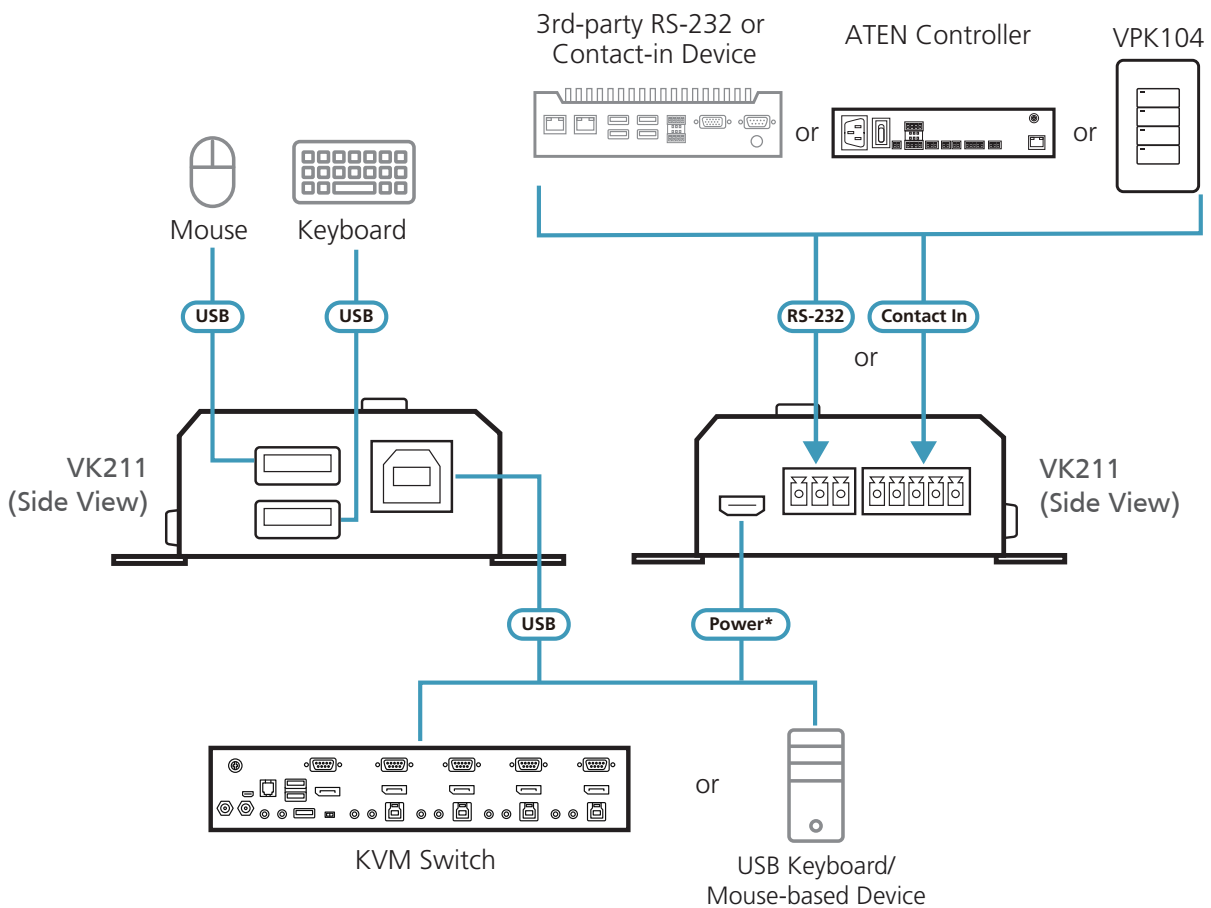 3rd-party RS-232 or
Contact-in Device
ATEN Controller
VPK104
or
or
Mouse
Keyboard
USB
USB
RS-232
Contact In
or
VK211
(Side View)
VK211
(Side View)
USB
Power*
or
KVM Switch
USB Keyboard/
Mouse-based Device